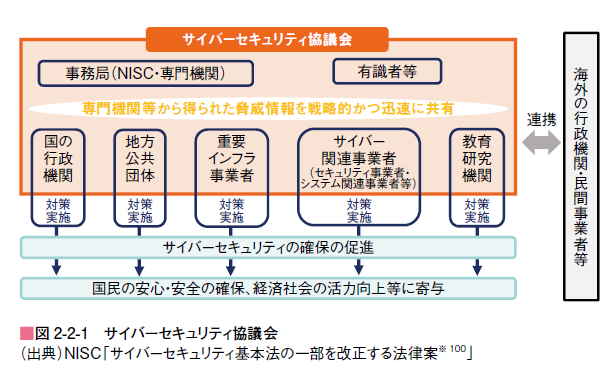 サイバーセキュリティ協議会
事務局（NISC・専門機関）
有識者等
専門機関等から得られた脅威情報を戦略的かつ迅速に共有
国の
行政
機関
地方
公共
団体
重要
インフラ
事業者
サイバー
関連事業者
（セキュリティ事業者・
システム関連事業者等）
教育
研究
機関
連携
海外の行政機関・民間事業者等
対策
実施
対策
実施
対策
実施
対策
実施
対策
実施
サイバーセキュリティの確保の促進
国民の安心・安全の確保、経済社会の活力向上等に寄与
■図 2-2-1　サイバーセキュリティ協議会
（出典）NISC「サイバーセキュリティ基本法の一部を改正する法律案※100」